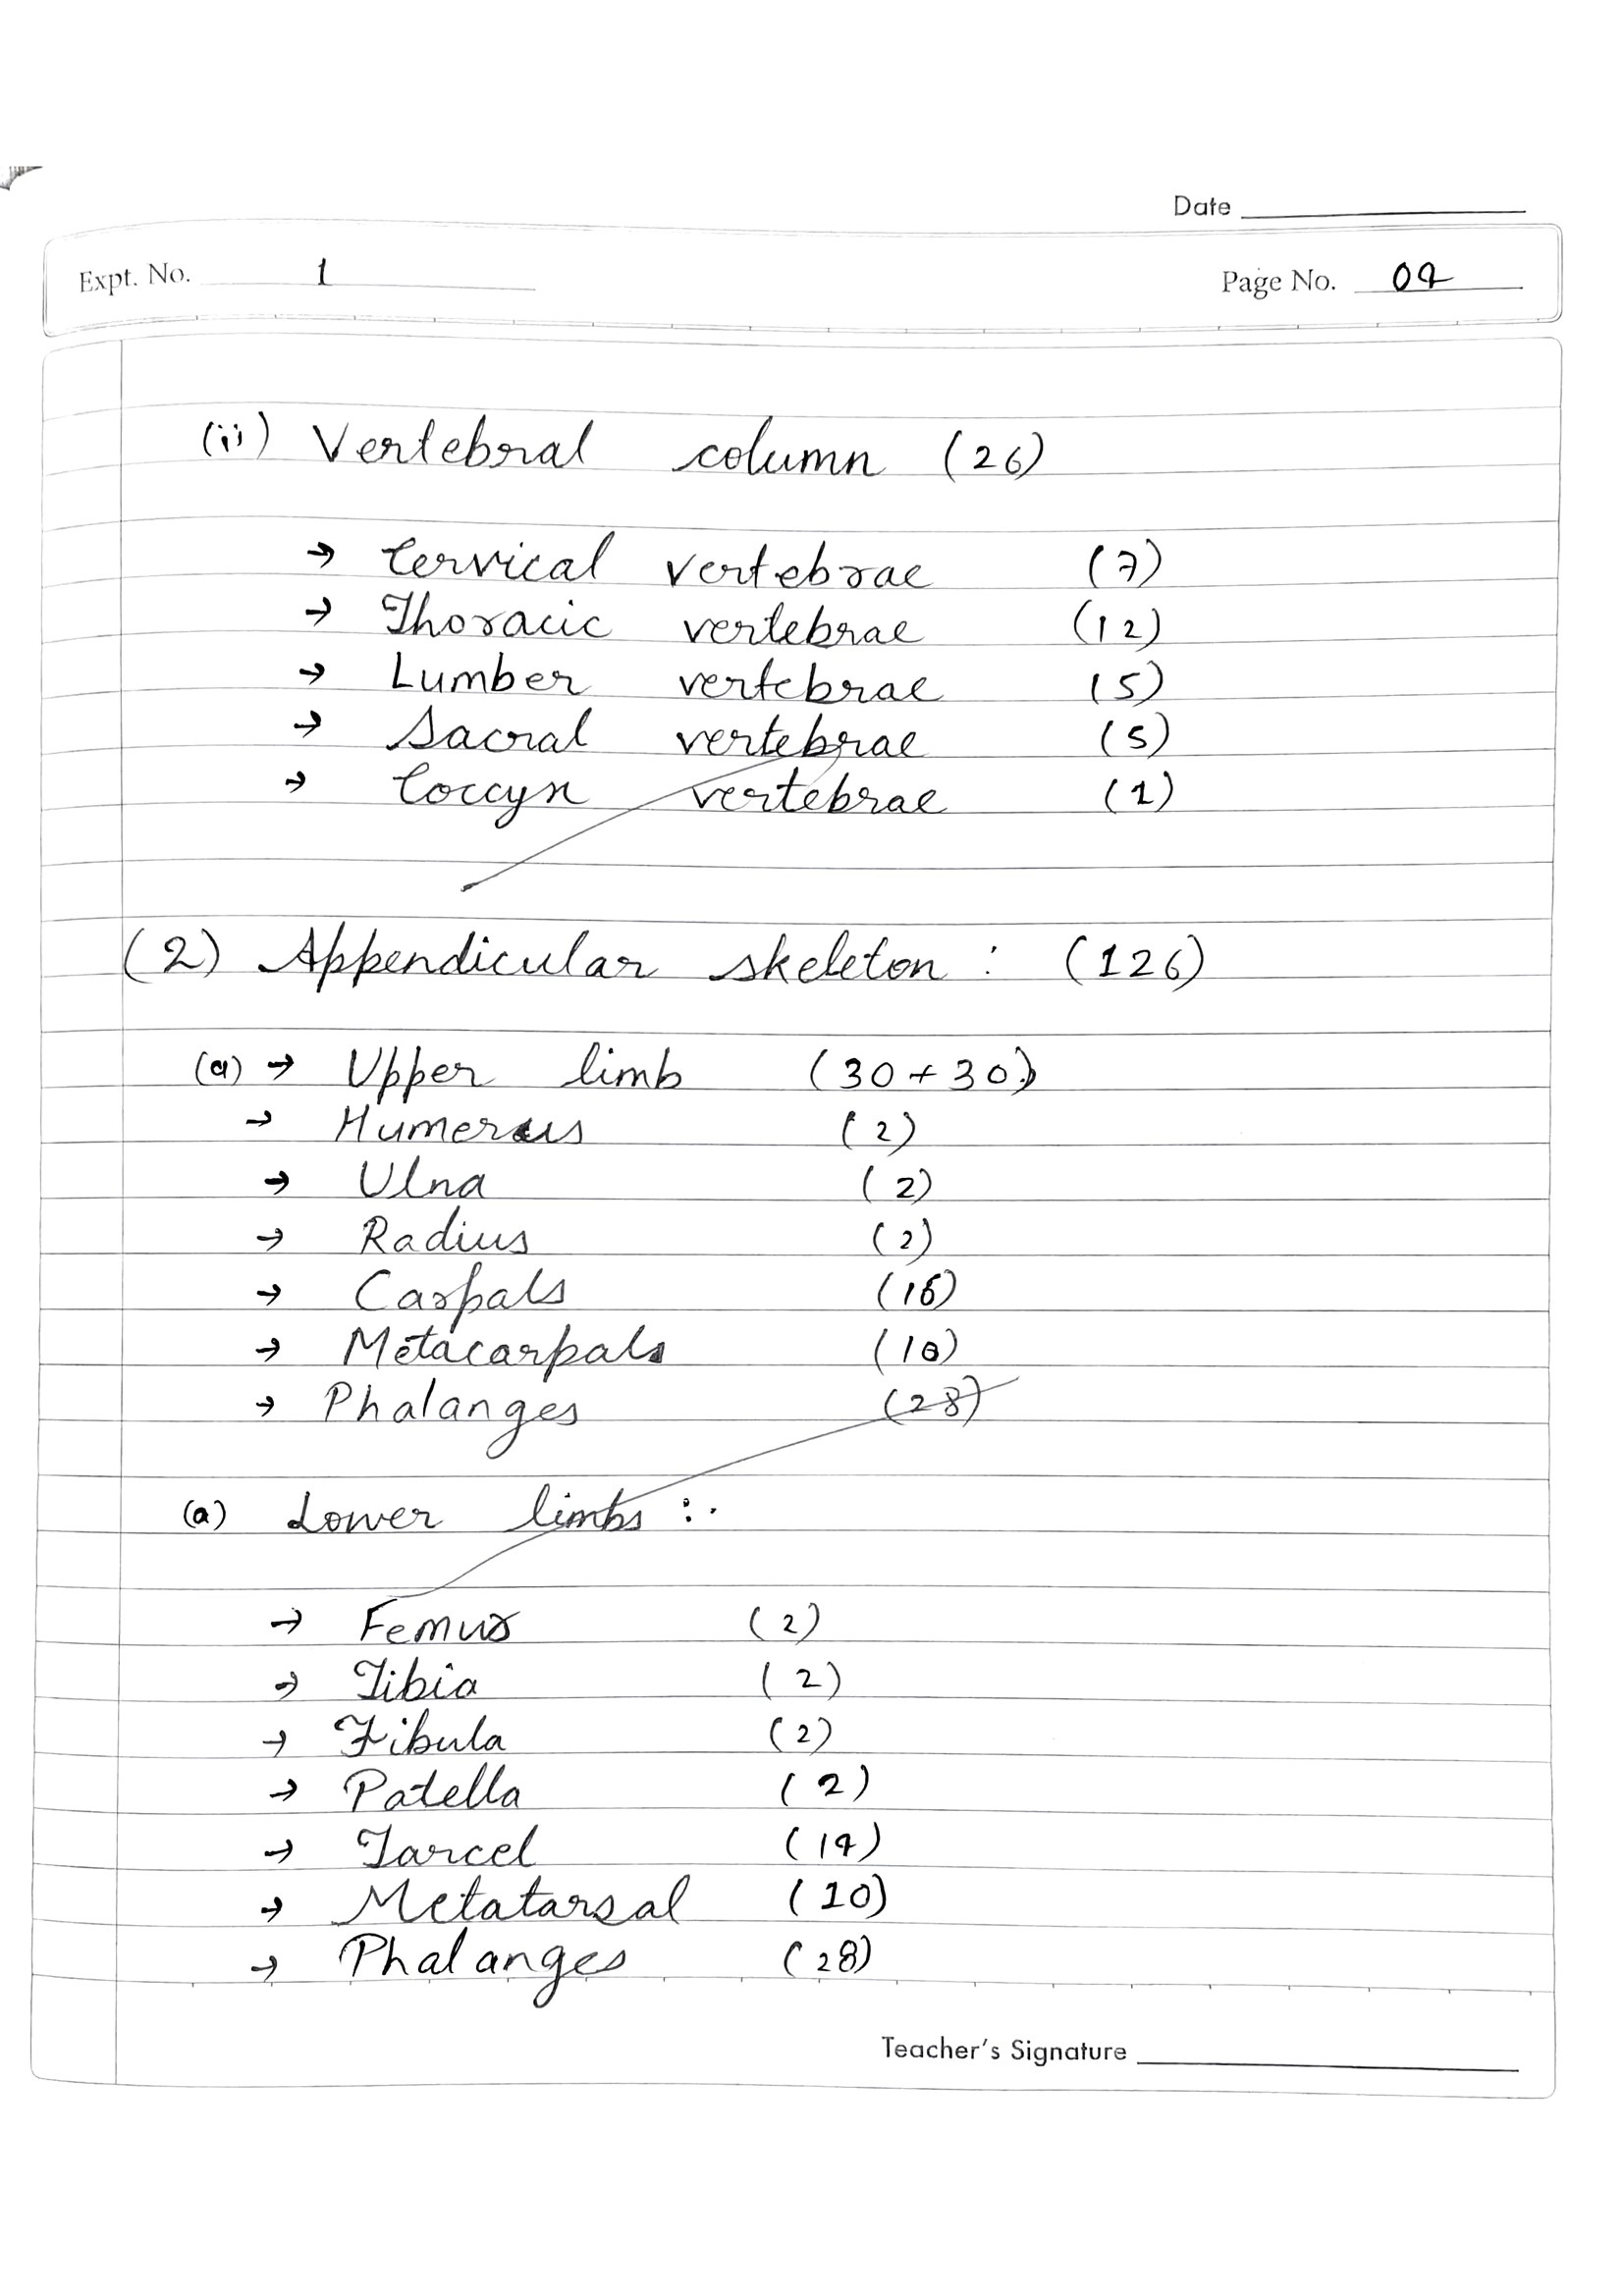 Date
Expt. No. 1
Page No. 04
(ii) Vertebral column (26)
→ Cervical vertebrae (7)
→ Thoracic vertebrae (12)
→ Lumber vertebrae (5)
→ Sacral vertebrae (5)
→ Coccyx vertebrae (1)
(2) Appendicular skeleton : (126)
(a) → Upper limb (30+30)
→ Humerus (2)
→ Ulna (2)
→ Radius (2)
→ Carpals (16)
→ Metacarpals (10)
→ Phalanges (28)
(a) Lower limbs :.
→ Femur (2)
→ Tibia (2)
→ Fibula (2)
→ Patella (2)
→ Tarcel (14)
→ Metatarsal (10)
→ Phalanges (28)
Teacher's Signature